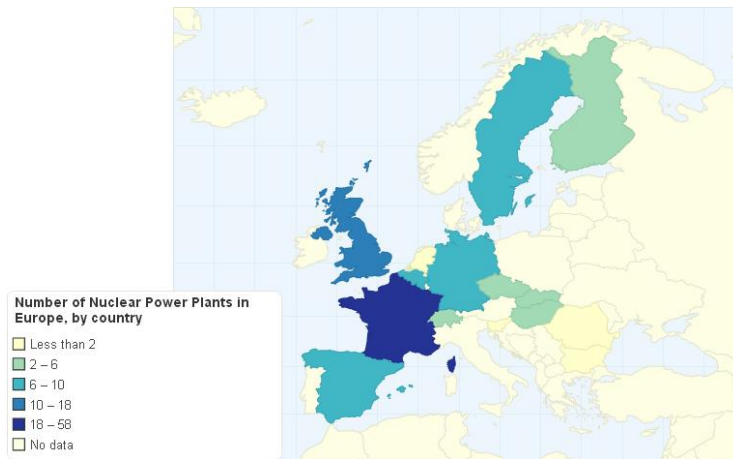 Number of Nuclear Power Plants in
Europe, by country
Less than 2
2 – 6
6 – 10
10 – 18
18 – 58
No data